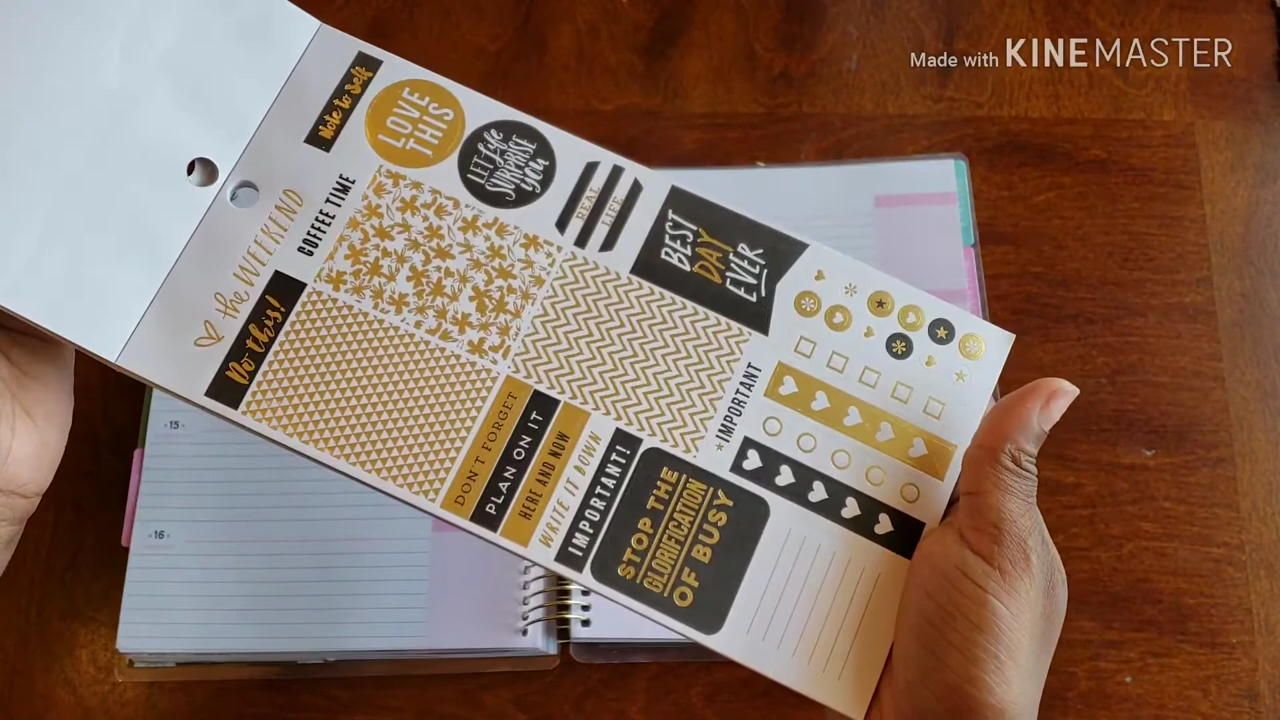 Made with KINEMASTER
Note to Self
LOVE
THIS
LET Life
SURPRISE
you
REAL
LIFE
COFFEE TIME
the WEEKEND
Do this!
BEST
DAY
EVER
★IMPORTANT
DON'T FORGET
PLAN ON IT
HERE AND NOW
WRITE IT DOWN
IMPORTANT!
STOP THE
GLORIFICATION
OF BUSY
15
16